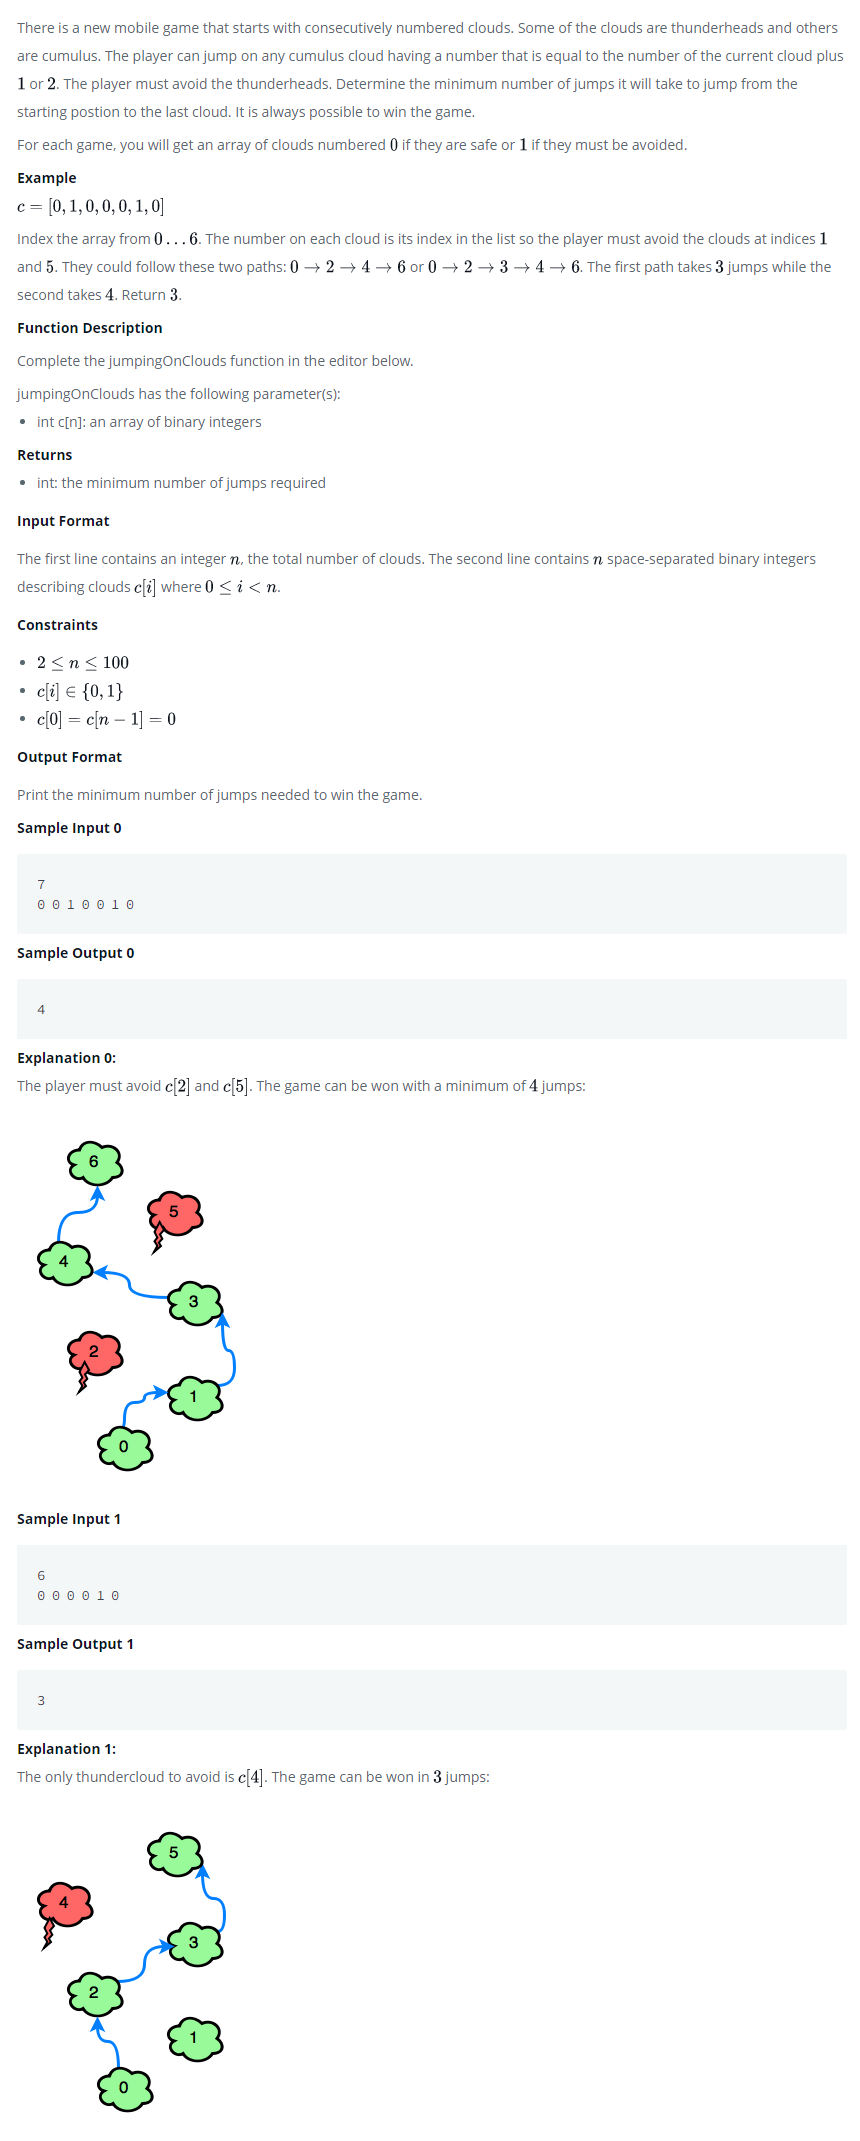 There is a new mobile game that starts with consecutively numbered clouds. Some of the clouds are thunderheads and others
are cumulus. The player can jump on any cumulus cloud having a number that is equal to the number of the current cloud plus
1 or 2. The player must avoid the thunderheads. Determine the minimum number of jumps it will take to jump from the
starting postion to the last cloud. It is always possible to win the game.
For each game, you will get an array of clouds numbered 0 if they are safe or 1 if they must be avoided.
Example
c = [0, 1, 0, 0, 0, 1, 0]
Index the array from 0 . . . 6. The number on each cloud is its index in the list so the player must avoid the clouds at indices 1
and 5. They could follow these two paths: 0 → 2 → 4 → 6 or 0 → 2 → 3 → 4 → 6. The first path takes 3 jumps while the
second takes 4. Return 3.
Function Description
Complete the jumpingOnClouds function in the editor below.
jumpingOnClouds has the following parameter(s):
• int c[n]: an array of binary integers
Returns
• int: the minimum number of jumps required
Input Format
The first line contains an integer n, the total number of clouds. The second line contains n space-separated binary integers
describing clouds c[i] where 0 ≤ i < n.
Constraints
• 2 ≤ n ≤ 100
• c[i] ∈ {0, 1}
• c[0] = c[n − 1] = 0
Output Format
Print the minimum number of jumps needed to win the game.
Sample Input 0
7
0 0 1 0 0 1 0
Sample Output 0
4
Explanation 0:
The player must avoid c[2] and c[5]. The game can be won with a minimum of 4 jumps:
6
5
4
3
2
1
0
Sample Input 1
6
0 0 0 0 1 0
Sample Output 1
3
Explanation 1:
The only thundercloud to avoid is c[4]. The game can be won in 3 jumps:
5
4
3
2
1
0